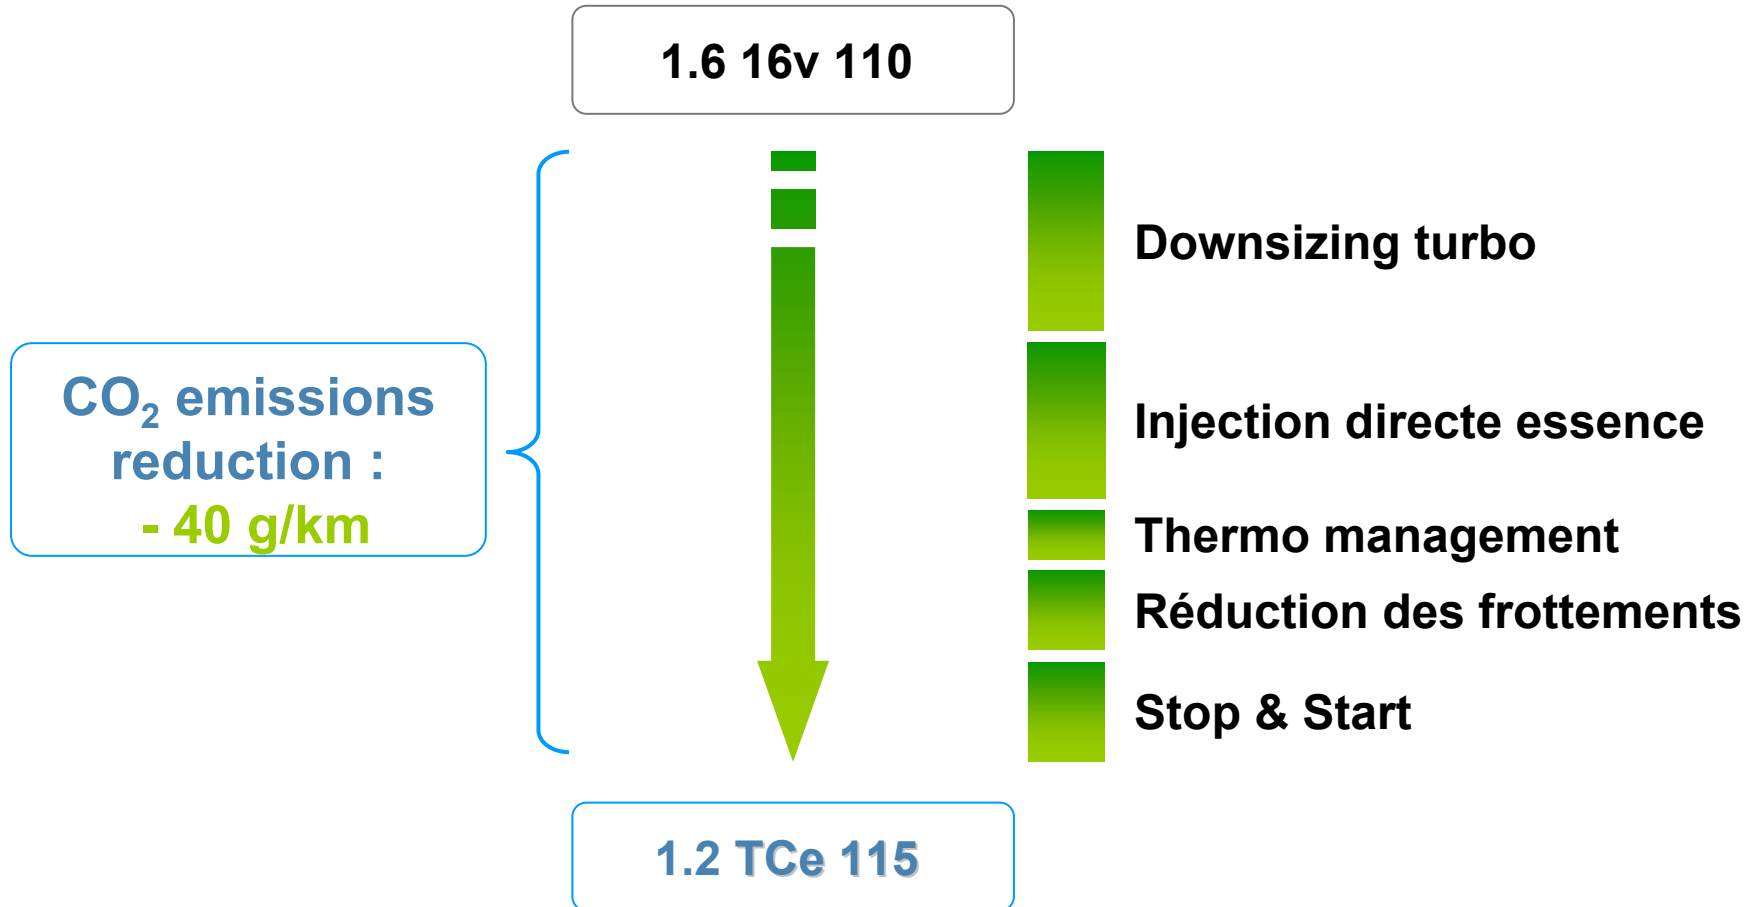 1.6 16v 110
Downsizing turbo
CO₂ emissions
reduction :
- 40 g/km
Injection directe essence
Thermo management
Réduction des frottements
Stop & Start
1.2 TCe 115